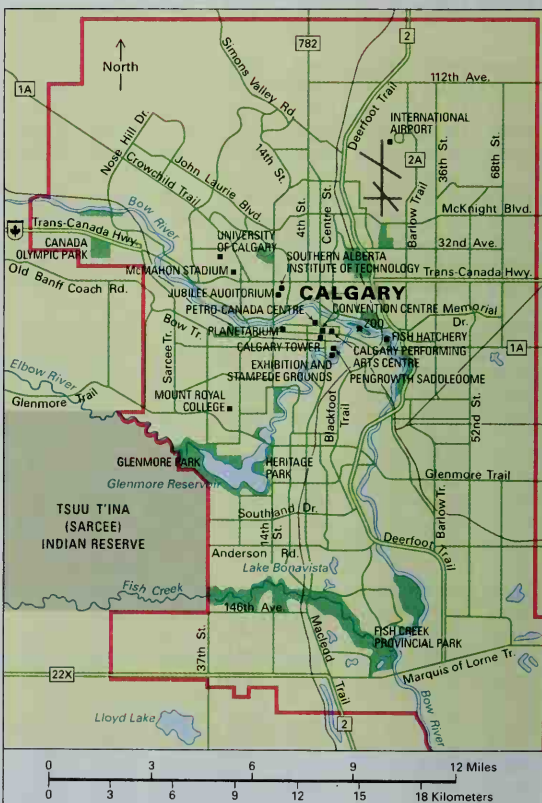 2
782
1A
North
Simons Valley Rd.
112th Ave.
Deerfoot Trail
INTERNATIONAL
AIRPORT
Nose Hill Dr.
14th St.
2A
36th St.
68th St.
Crowchild Trail
John Laurie Blvd.
4th St.
Centre St.
Barlow Trail
McKnight Blvd.
Bow River
Trans-Canada Hwy.
UNIVERSITY
OF CALGARY
32nd Ave.
CANADA
OLYMPIC PARK
SOUTHERN ALBERTA
INSTITUTE OF TECHNOLOGY
McMAHON STADIUM
Trans-Canada Hwy.
Old Banff Coach Rd.
JUBILEE AUDITORIUM
CALGARY
PETRO-CANADA CENTRE
CONVENTION CENTRE
Memorial
Dr.
Bow Tr.
PLANETARIUM
ZOO
FISH HATCHERY
1A
Sarcee Tr.
CALGARY TOWER
CALGARY PERFORMING
ARTS CENTRE
Elbow River
EXHIBITION AND
STAMPEDE GROUNDS
PENGROWTH SADDLEDOME
Glenmore Trail
MOUNT ROYAL
COLLEGE
Blackfoot
Trail
52nd St.
GLENMORE PARK
HERITAGE
PARK
Glenmore Trail
Glenmore Reservoir
TSUU T'INA
(SARCEE)
INDIAN RESERVE
Southland Dr.
14th
St.
Barlow Tr.
Anderson Rd.
Deerfoot
Trail
Lake Bonavista
Fish Creek
146th Ave.
FISH CREEK
PROVINCIAL PARK
37th St.
Macleod
Trail
Marquis of Lorne Tr.
22X
Bow
River
Lloyd Lake
2
0 3 6 9 12 Miles
0 3 6 9 12 15 18 Kilometers